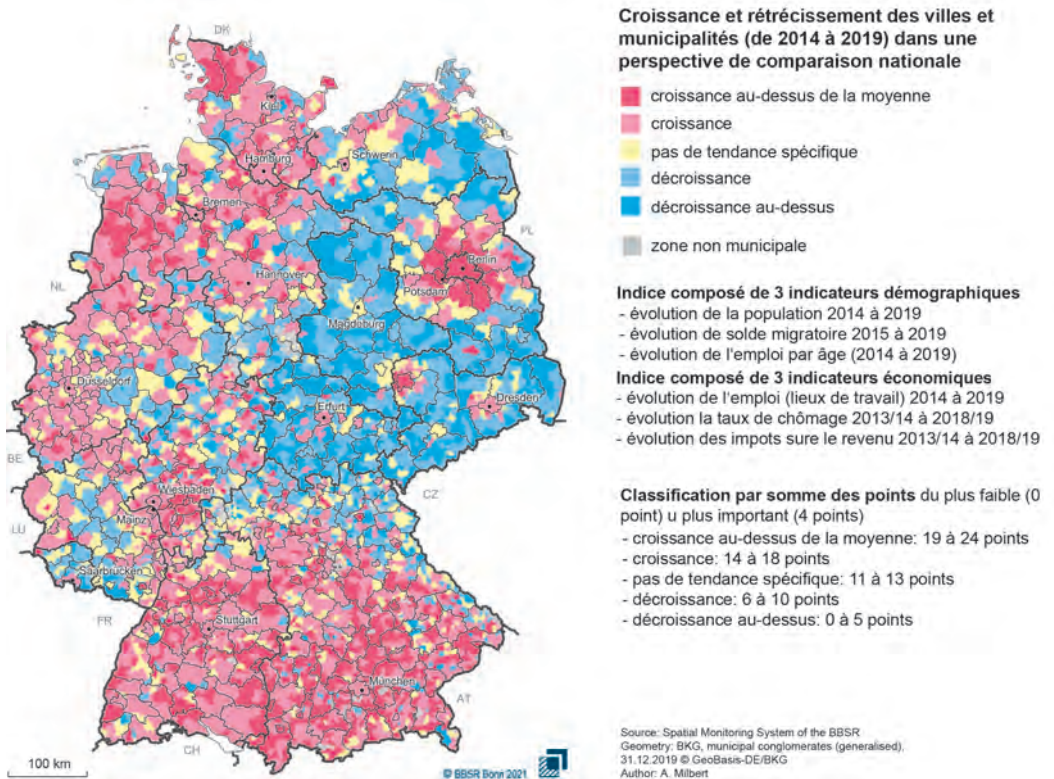 DK
Kiel
Schwerin
Hamburg
Bremen
PL
Berlin
NL
Hannover
Potsdam
Magdeburg
Düsseldorf
Dresden
Erfurt
BE
Wiesbaden
CZ
Mainz
LU
Saarbrücken
FR
Stuttgart
München
AT
CH
100 km
© BBSR Bonn 2021
Croissance et rétrécissement des villes et
municipalités (de 2014 à 2019) dans une
perspective de comparaison nationale
croissance au-dessus de la moyenne
croissance
pas de tendance spécifique
décroissance
décroissance au-dessus
zone non municipale
Indice composé de 3 indicateurs démographiques
- évolution de la population 2014 à 2019
- évolution de solde migratoire 2015 à 2019
- évolution de l'emploi par âge (2014 à 2019)
Indice composé de 3 indicateurs économiques
- évolution de l'emploi (lieux de travail) 2014 à 2019
- évolution la taux de chômage 2013/14 à 2018/19
- évolution des impots sure le revenu 2013/14 à 2018/19
Classification par somme des points du plus faible (0
point) u plus important (4 points)
- croissance au-dessus de la moyenne: 19 à 24 points
- croissance: 14 à 18 points
- pas de tendance spécifique: 11 à 13 points
- décroissance: 6 à 10 points
- décroissance au-dessus: 0 à 5 points
Source: Spatial Monitoring System of the BBSR
Geometry: BKG, municipal conglomerates (generalised),
31.12.2019 © GeoBasis-DE/BKG
Author: A. Milbert